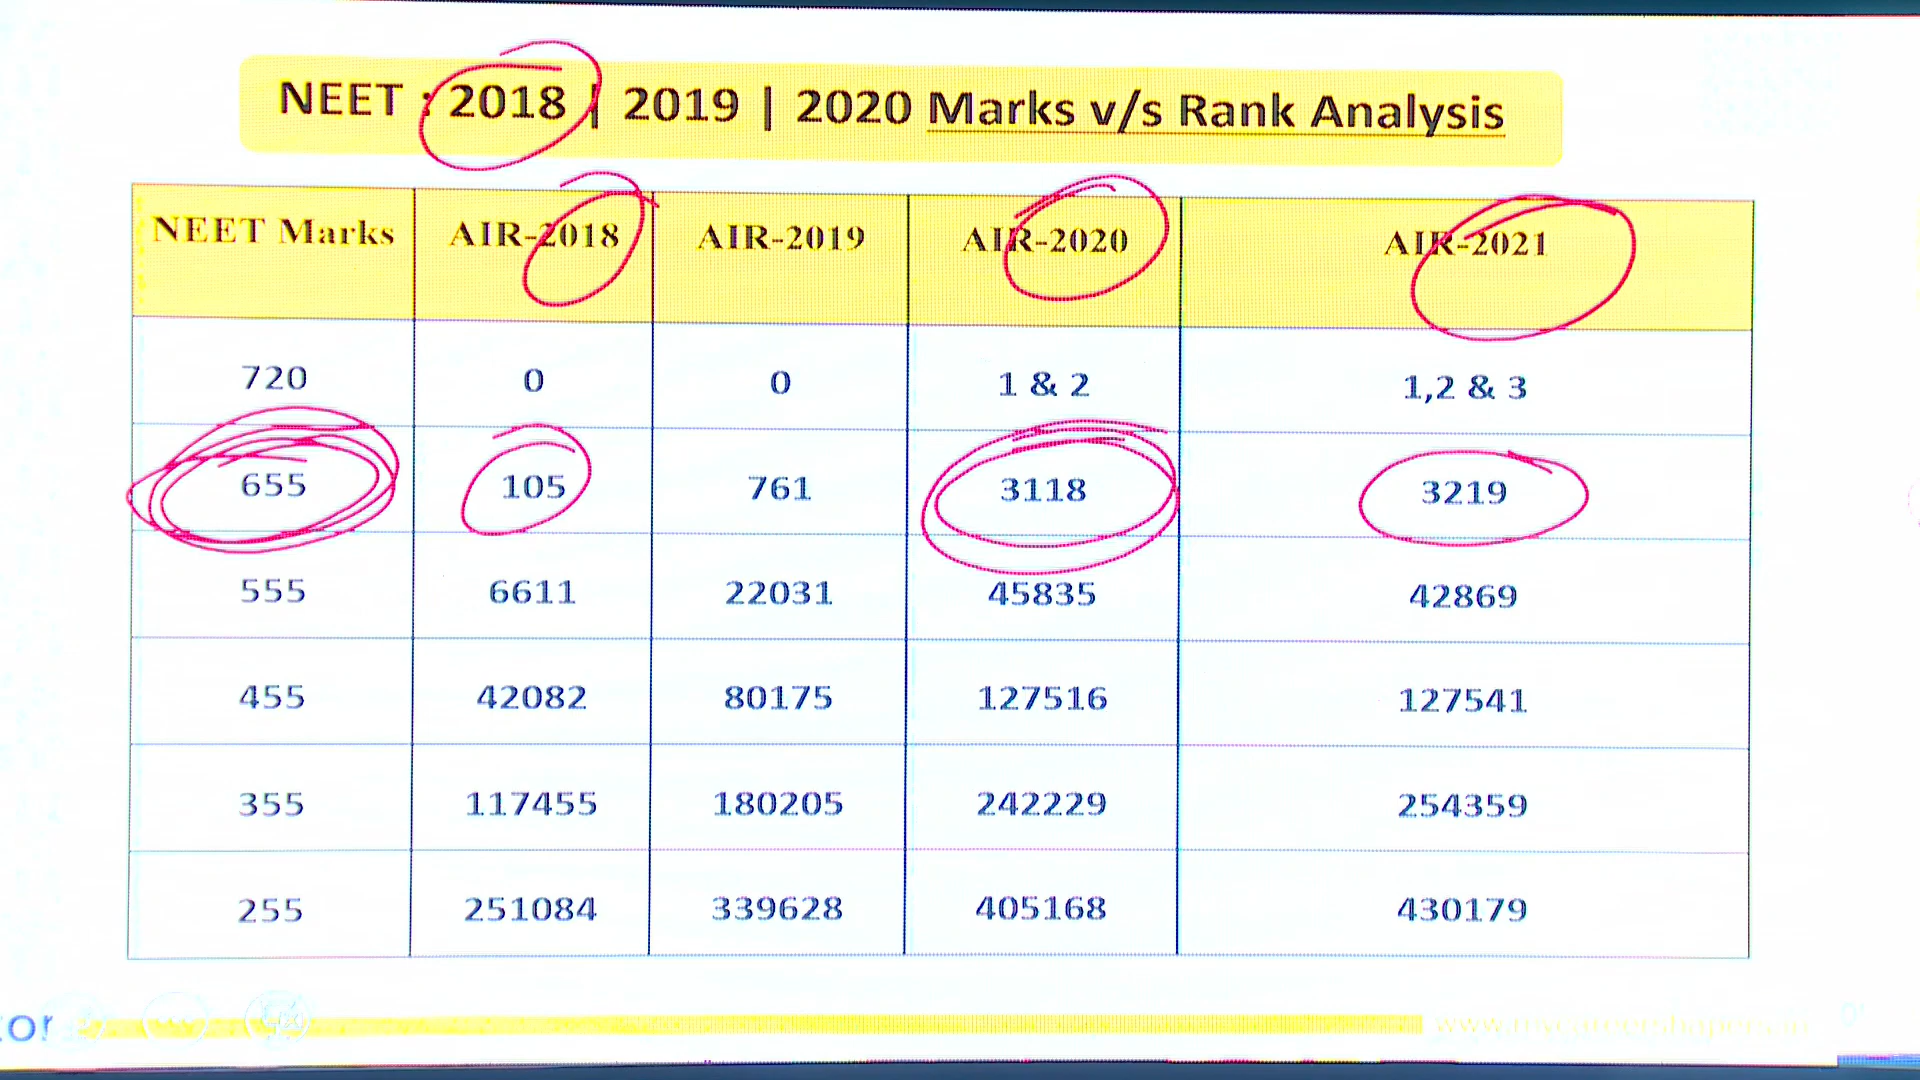 NEET : 2018 | 2019 | 2020 Marks v/s Rank Analysis
NEET Marks AIR-2018 AIR-2019 AIR-2020 AIR-2021
720 0 0 1 & 2 1,2 & 3
655 105 761 3118 3219
555 6611 22031 45835 42869
455 42082 80175 127516 127541
355 117455 180205 242229 254359
255 251084 339628 405168 430179
tor